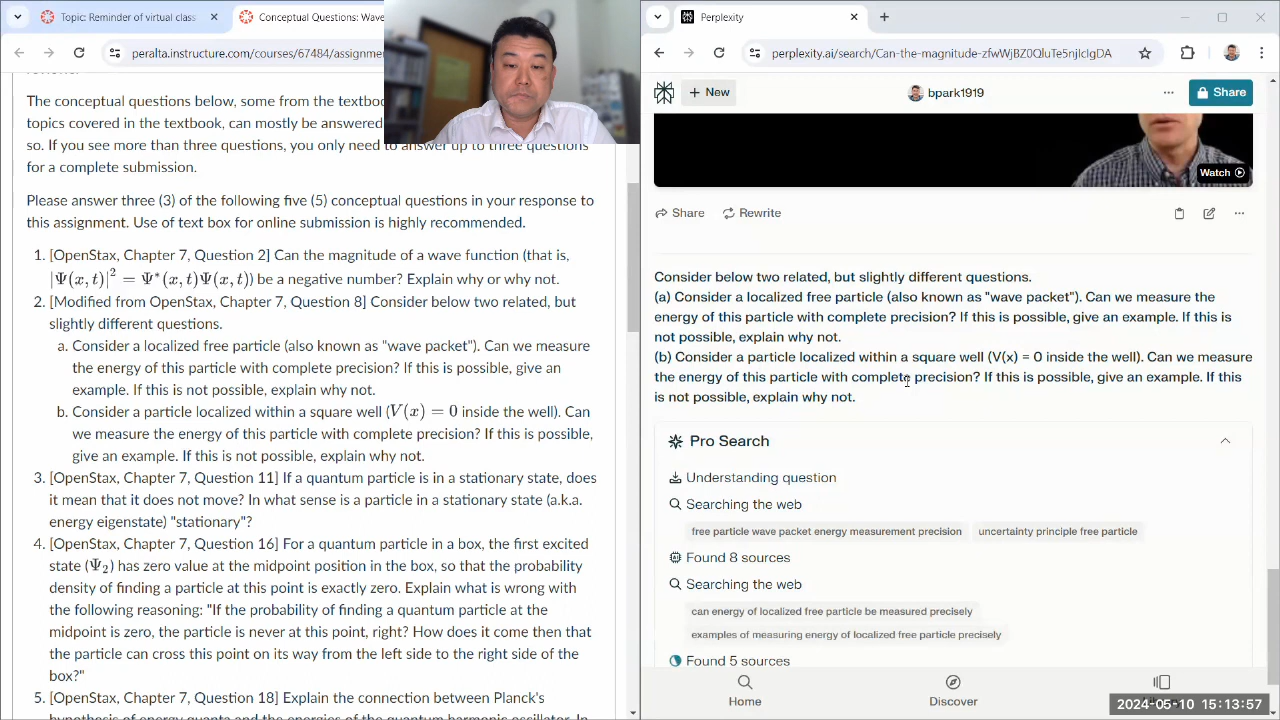 Topic: Reminder of virtual class
Conceptual Questions: Wave
peralta.instructure.com/courses/67484/assignme
The conceptual questions below, some from the textbo
topics covered in the textbook, can mostly be answered
so. If you see more than three questions, you only need to answer up to three questions
for a complete submission.
Please answer three (3) of the following five (5) conceptual questions in your response to
this assignment. Use of text box for online submission is highly recommended.
1. [OpenStax, Chapter 7, Question 2] Can the magnitude of a wave function (that is,
|Ψ(x, t)|² = Ψ*(x, t)Ψ(x, t)) be a negative number? Explain why or why not.
2. [Modified from OpenStax, Chapter 7, Question 8] Consider below two related, but
slightly different questions.
a. Consider a localized free particle (also known as "wave packet"). Can we measure
the energy of this particle with complete precision? If this is possible, give an
example. If this is not possible, explain why not.
b. Consider a particle localized within a square well (V(x) = 0 inside the well). Can
we measure the energy of this particle with complete precision? If this is possible,
give an example. If this is not possible, explain why not.
3. [OpenStax, Chapter 7, Question 11] If a quantum particle is in a stationary state, does
it mean that it does not move? In what sense is a particle in a stationary state (a.k.a.
energy eigenstate) "stationary"?
4. [OpenStax, Chapter 7, Question 16] For a quantum particle in a box, the first excited
state (Ψ₂) has zero value at the midpoint position in the box, so that the probability
density of finding a particle at this point is exactly zero. Explain what is wrong with
the following reasoning: "If the probability of finding a quantum particle at the
midpoint is zero, the particle is never at this point, right? How does it come then that
the particle can cross this point on its way from the left side to the right side of the
box?"
5. [OpenStax, Chapter 7, Question 18] Explain the connection between Planck's
hypothesis of energy quanta and the energies of the quantum harmonic oscillator. In
Perplexity
perplexity.ai/search/Can-the-magnitude-zfwWjBZ0QluTe5njGigGDA
New
bpark1919
Share
Watch
Share
Rewrite
Consider below two related, but slightly different questions.
(a) Consider a localized free particle (also known as "wave packet"). Can we measure the
energy of this particle with complete precision? If this is possible, give an example. If this is
not possible, explain why not.
(b) Consider a particle localized within a square well (V(x) = 0 inside the well). Can we measure
the energy of this particle with complete precision? If this is possible, give an example. If this
is not possible, explain why not.
Pro Search
Understanding question
Searching the web
free particle wave packet energy measurement precision
uncertainty principle free particle
Found 8 sources
Searching the web
can energy of localized free particle be measured precisely
examples of measuring energy of localized free particle precisely
Found 5 sources
Home
Discover
2024-05-10 15:13:57